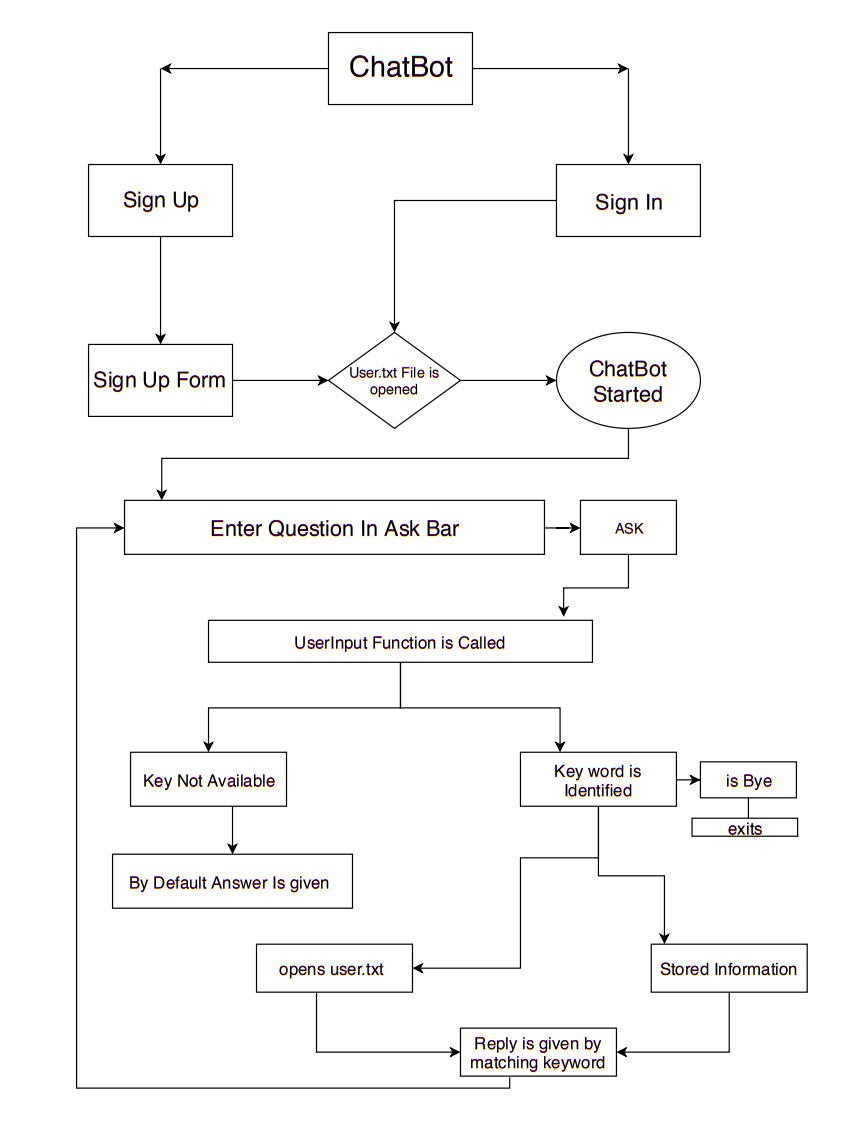 ChatBot
Sign Up
Sign In
Sign Up Form
User.txt File is
opened
ChatBot
Started
Enter Question In Ask Bar
ASK
UserInput Function is Called
Key Not Available
Key word is
Identified
is Bye
exits
By Default Answer Is given
opens user.txt
Stored Information
Reply is given by
matching keyword